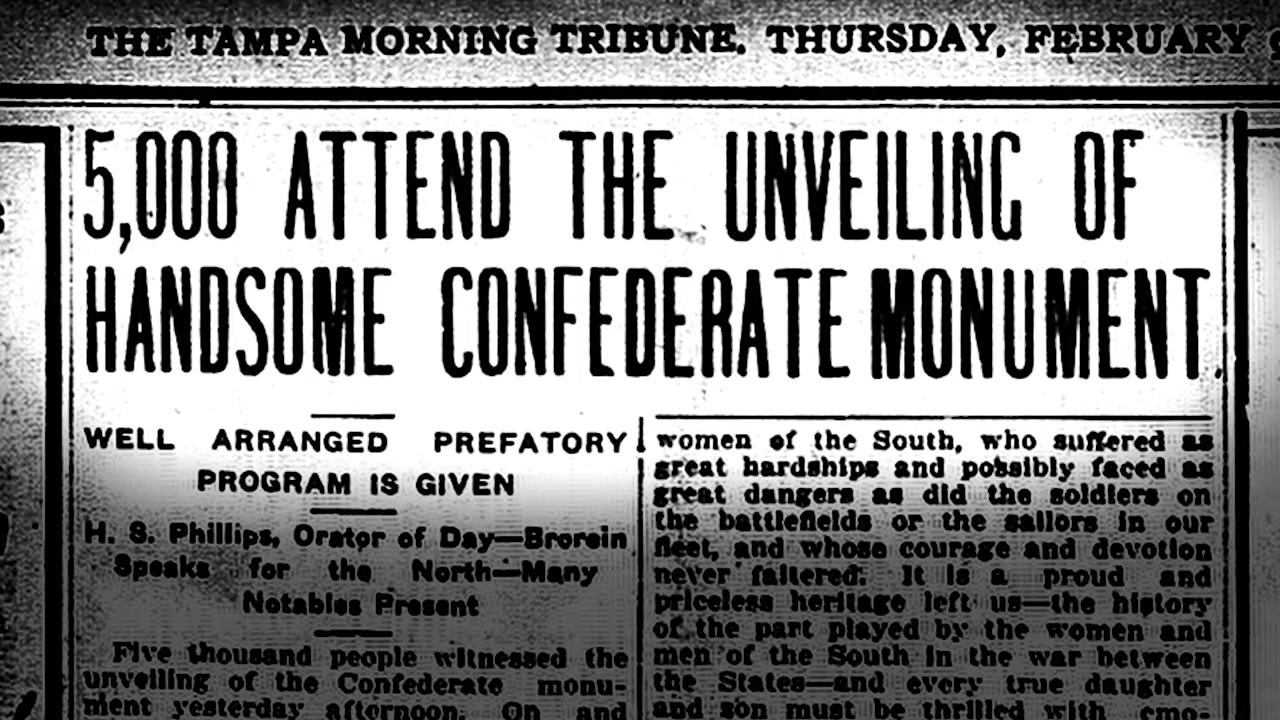 THE TAMPA MORNING TRIBUNE, THURSDAY, FEBRUARY
5,000 ATTEND THE UNVEILING OF
HANDSOME CONFEDERATE MONUMENT.
WELL ARRANGED PREFATORY
PROGRAM IS GIVEN
H. S. Phillips, Orator of Day—Brorein
Speaks for the North—Many
Notables Present
Five thousand people witnessed the
unveiling of the Confederate monu-
ment yesterday afternoon. On and
women of the South, who suffered as
great hardships and possibly faced as
great dangers as did the soldiers on
the battlefields or the sailors in our
fleet, and whose courage and devotion
never faltered. It is a proud and
priceless heritage left us—the history
of the part played by the women and
men of the South in the war between
the States—and every true daughter
and son must be thrilled with emo-